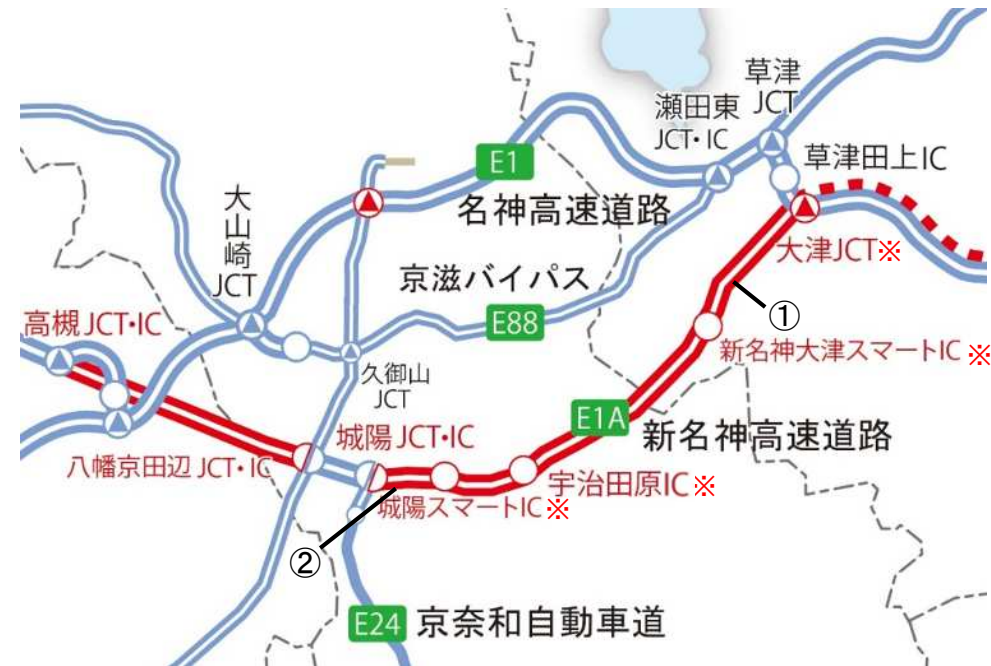 草津
JCT
瀬田東
JCT・IC
草津田上IC
E1
名神高速道路
大山崎
JCT
大津JCT※
京滋バイパス
E88
①
高槻JCT・IC
新名神大津スマートIC※
久御山
JCT
E1A
新名神高速道路
城陽JCT・IC
八幡京田辺JCT・IC
宇治田原IC※
城陽スマートIC※
②
E24 京奈和自動車道